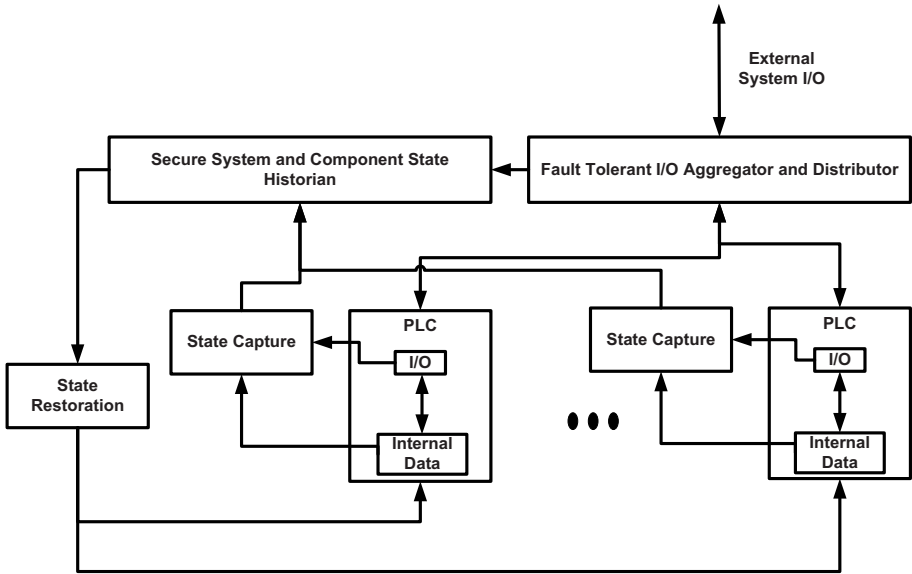 External
System I/O
Secure System and Component State
Historian
Fault Tolerant I/O Aggregator and Distributor
State Capture
PLC
I/O
Internal
Data
State Capture
PLC
I/O
Internal
Data
State
Restoration